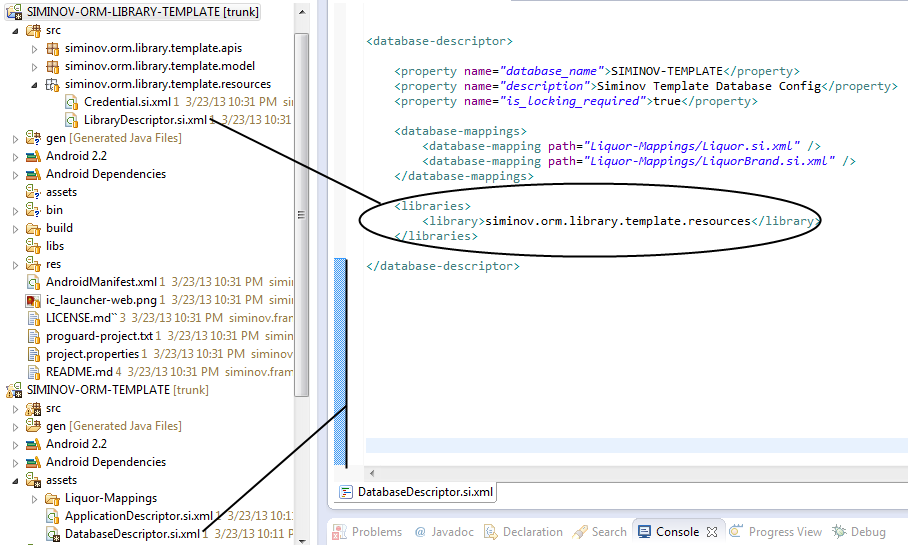 SIMINOV-ORM-LIBRARY-TEMPLATE [trunk]
src
siminov.orm.library.template.apis
siminov.orm.library.template.model
siminov.orm.library.template.resources
Credential.si.xml 1 3/23/13 10:31 PM sim
LibraryDescriptor.si.xml 1 3/23/13 10:31
gen [Generated Java Files]
Android 2.2
Android Dependencies
assets
bin
build
libs
res
AndroidManifest.xml 1 3/23/13 10:31 PM simi
ic_launcher-web.png 1 3/23/13 10:31 PM simi
LICENSE.md`` 3 3/23/13 10:31 PM siminov.fram
proguard-project.txt 1 3/23/13 10:31 PM simin
project.properties 1 3/23/13 10:31 PM siminov
README.md 4 3/23/13 10:31 PM siminov.fram
SIMINOV-ORM-TEMPLATE [trunk]
src
gen [Generated Java Files]
Android 2.2
Android Dependencies
assets
Liquor-Mappings
ApplicationDescriptor.si.xml 1 3/23/13 10:1
DatabaseDescriptor.si.xml 1 3/23/13 10:11 P
<database-descriptor>
<property name="database_name">SIMINOV-TEMPLATE</property>
<property name="description">Siminov Template Database Config</property>
<property name="is_locking_required">true</property>
<database-mappings>
<database-mapping path="Liquor-Mappings/Liquor.si.xml" />
<database-mapping path="Liquor-Mappings/LiquorBrand.si.xml" />
</database-mappings>
<libraries>
<library>siminov.orm.library.template.resources</library>
</libraries>
</database-descriptor>
DatabaseDescriptor.si.xml
Problems @ Javadoc Declaration Search Console Progress View Debug